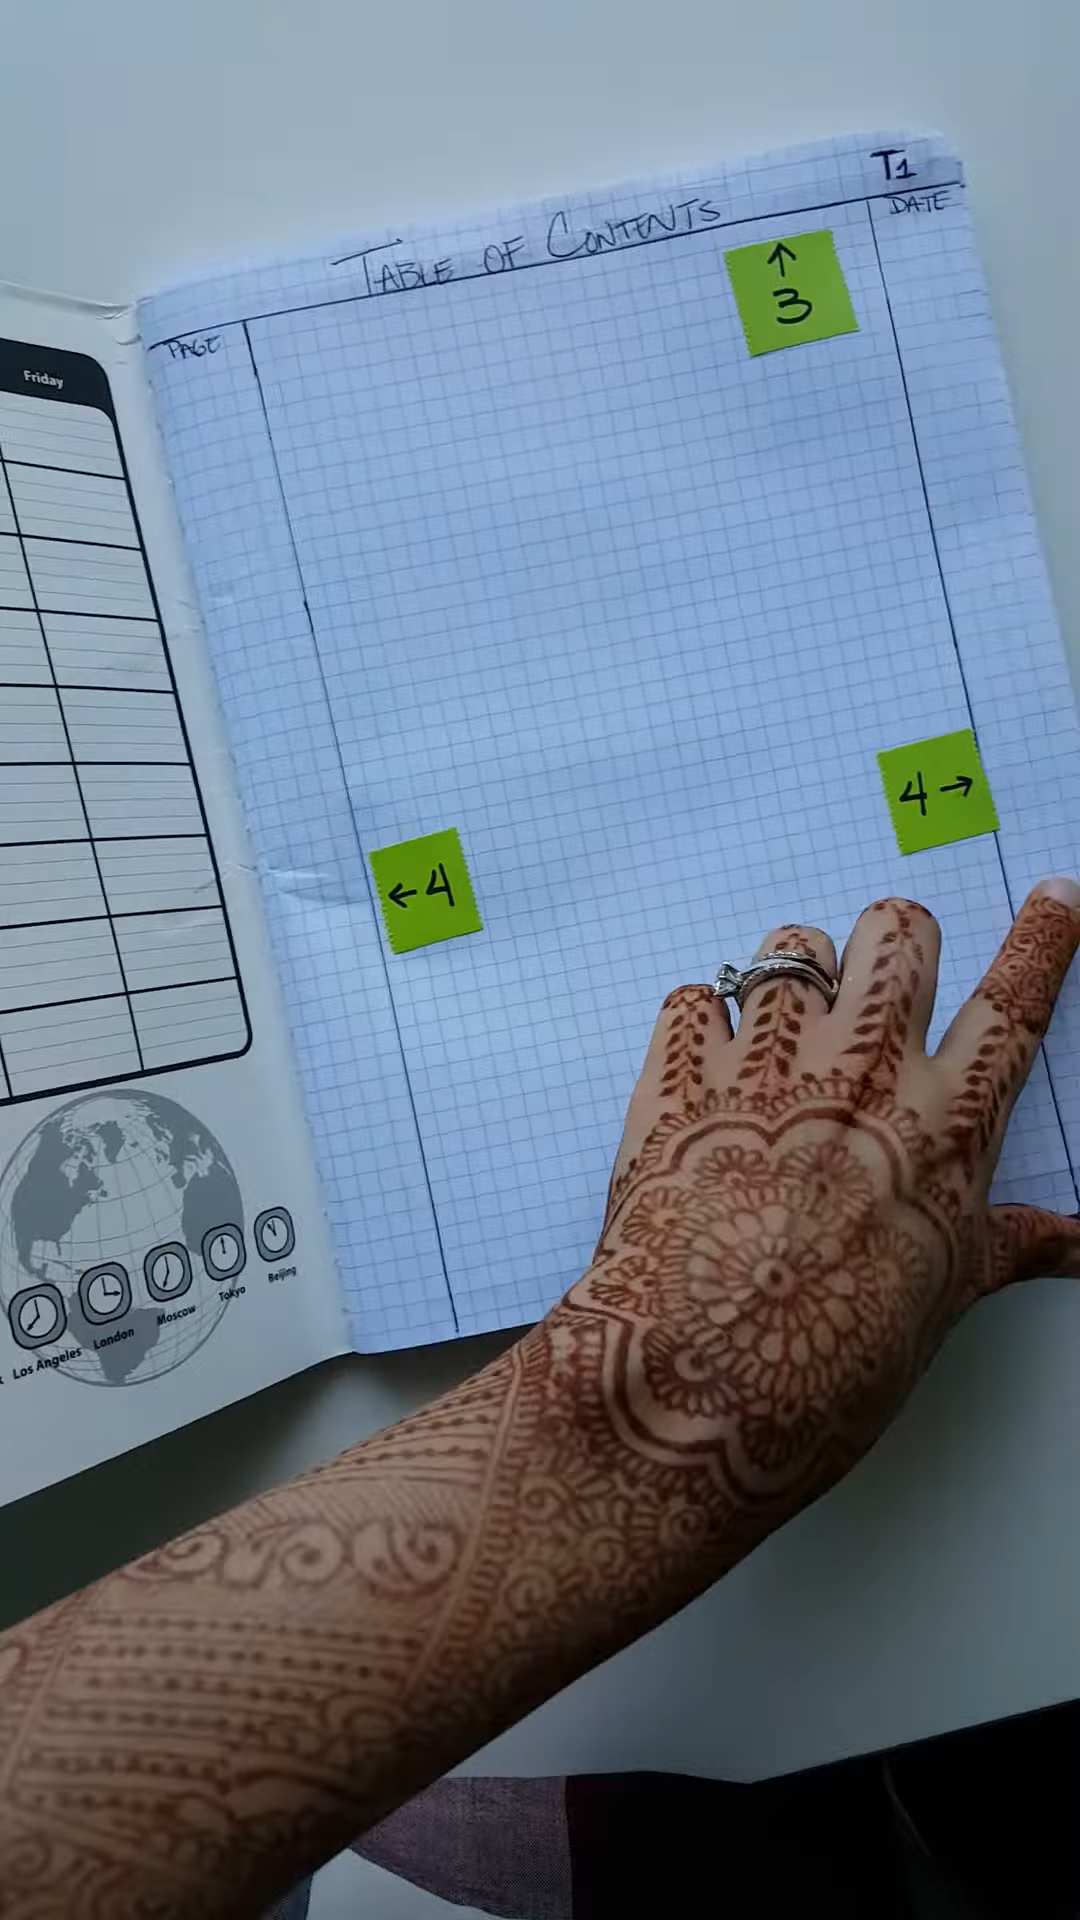 Friday
Los Angeles
London
Moscow
Tokyo
Beijing
T1
TABLE OF CONTENTS
PAGE
DATE
↑
3
←4
4→